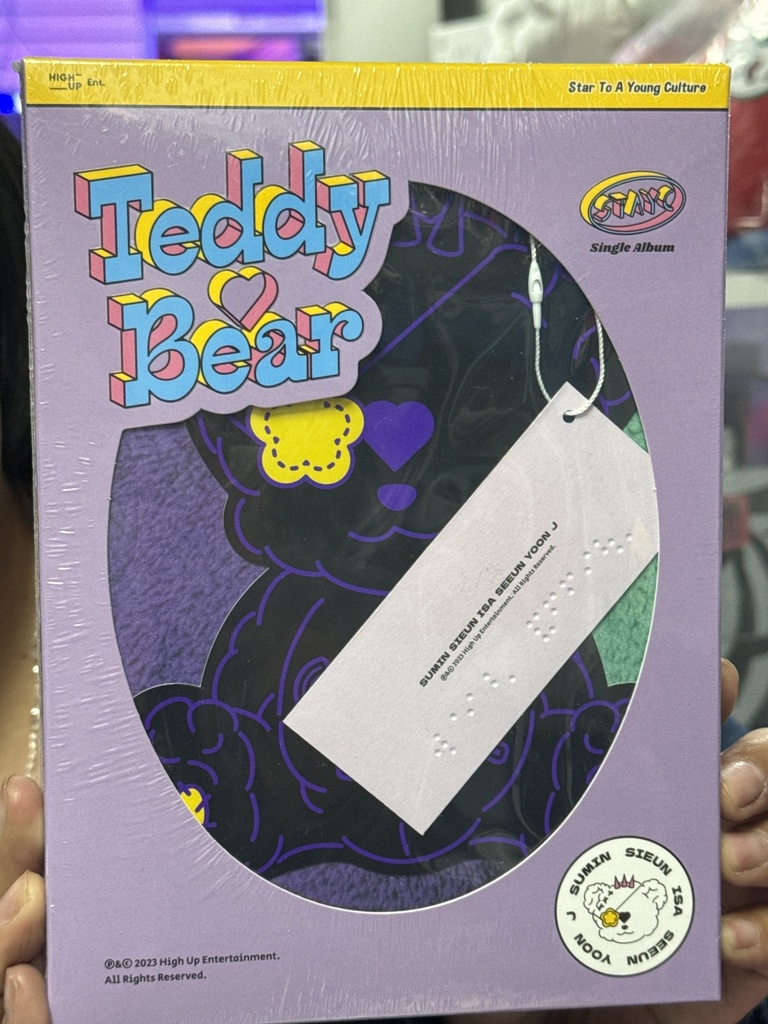 HIGH
UP Ent.
Star To A Young Culture
Teddy
Bear
STAYC
Single Album
SUMIN SIEUN ISA SEEUN YOON J
℗&© 2023 High Up Entertainment. All Rights Reserved.
SUMIN SIEUN ISA SEEUN YOON J
℗&© 2023 High Up Entertainment.
All Rights Reserved.